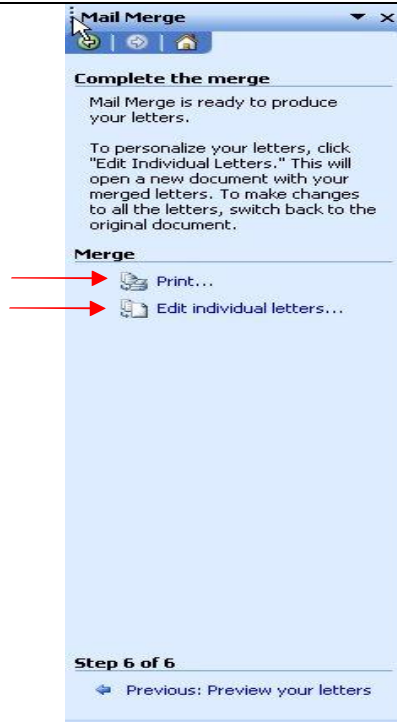 Mail Merge
Complete the merge
Mail Merge is ready to produce
your letters.
To personalize your letters, click
"Edit Individual Letters." This will
open a new document with your
merged letters. To make changes
to all the letters, switch back to the
original document.
Merge
Print...
Edit individual letters...
Step 6 of 6
Previous: Preview your letters